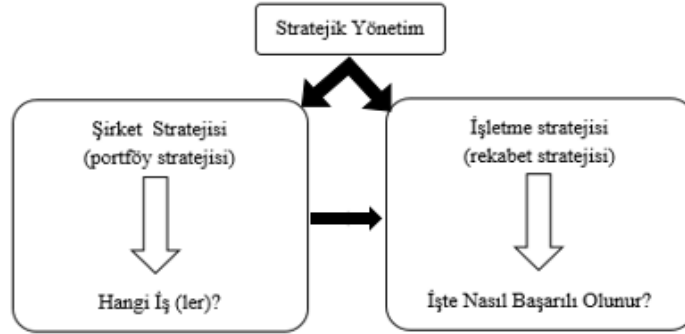 Stratejik Yönetim
Şirket Stratejisi
(portföy stratejisi)
Hangi İş (ler)?
İşletme stratejisi
(rekabet stratejisi)
İşte Nasıl Başarılı Olunur?